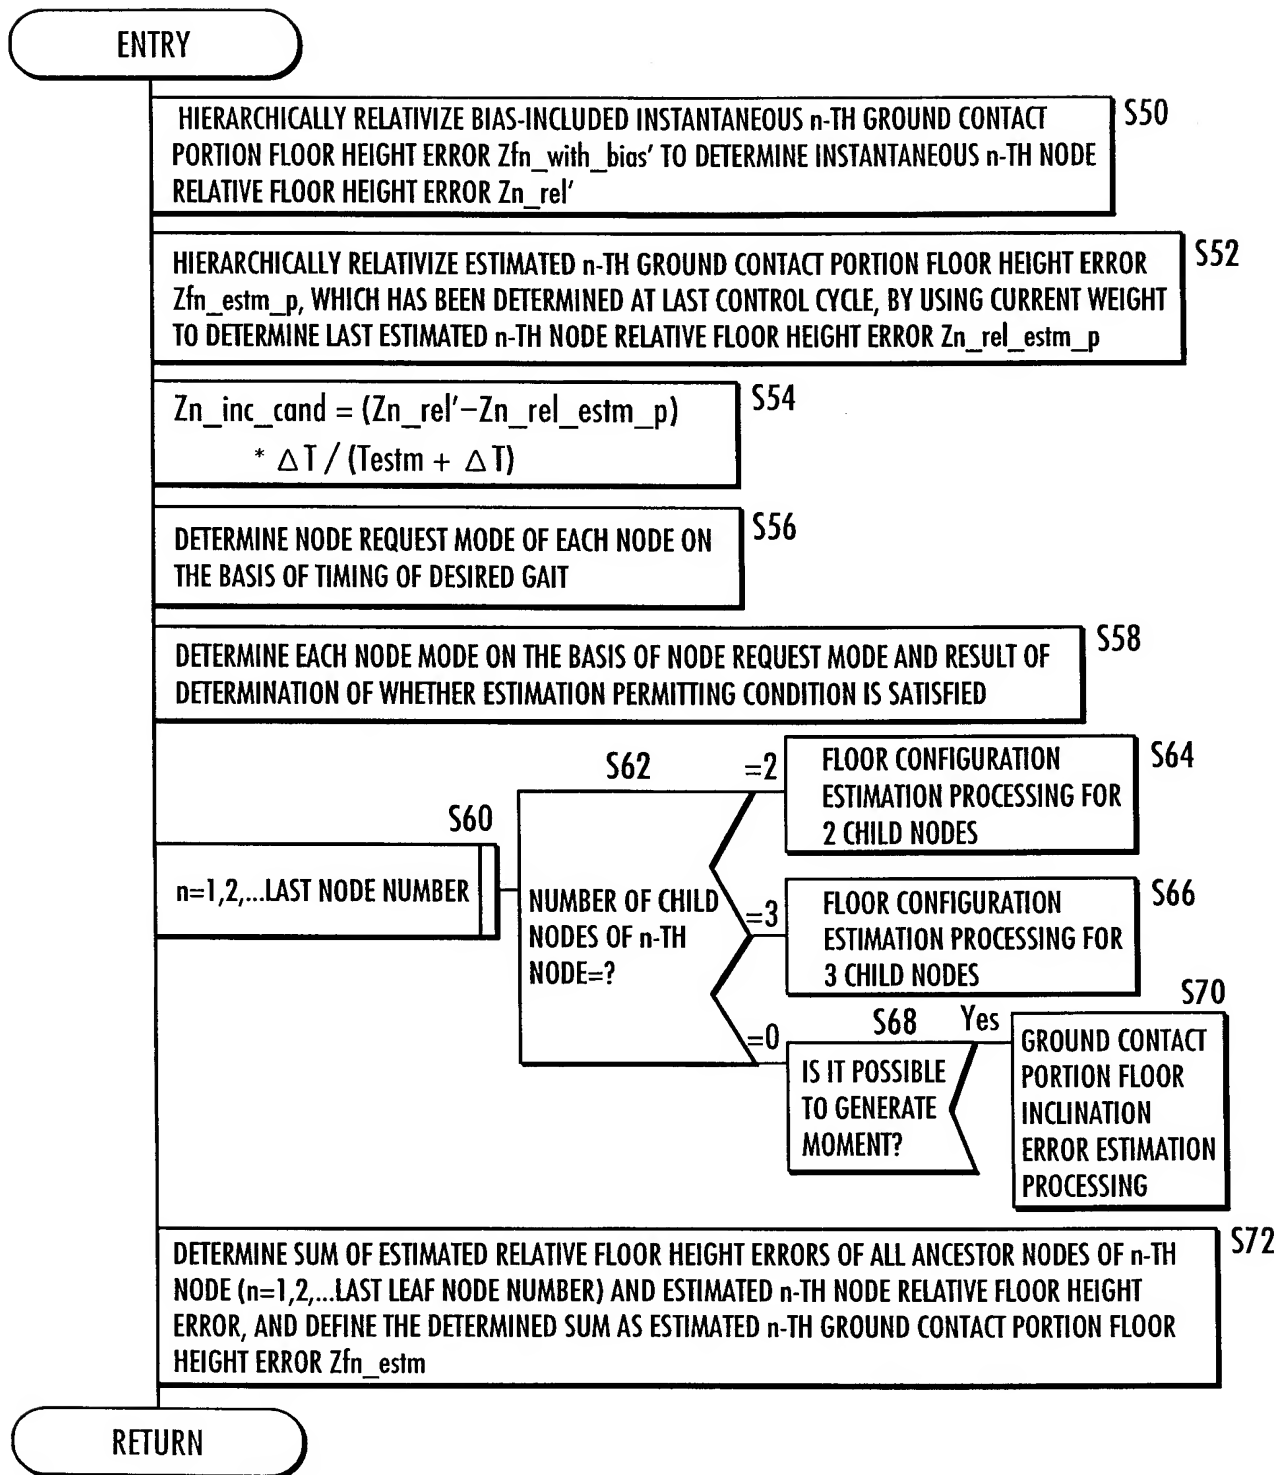 ENTRY
HIERARCHICALLY RELATIVIZE BIAS-INCLUDED INSTANTANEOUS n-TH GROUND CONTACT
PORTION FLOOR HEIGHT ERROR Zfn_with_bias' TO DETERMINE INSTANTANEOUS n-TH NODE
RELATIVE FLOOR HEIGHT ERROR Zn_rel'
S50
HIERARCHICALLY RELATIVIZE ESTIMATED n-TH GROUND CONTACT PORTION FLOOR HEIGHT ERROR
Zfn_estm_p, WHICH HAS BEEN DETERMINED AT LAST CONTROL CYCLE, BY USING CURRENT WEIGHT
TO DETERMINE LAST ESTIMATED n-TH NODE RELATIVE FLOOR HEIGHT ERROR Zn_rel_estm_p
S52
Zn_inc_cand = (Zn_rel'−Zn_rel_estm_p)
* △T / (Testm + △T)
S54
DETERMINE NODE REQUEST MODE OF EACH NODE ON
THE BASIS OF TIMING OF DESIRED GAIT
S56
DETERMINE EACH NODE MODE ON THE BASIS OF NODE REQUEST MODE AND RESULT OF
DETERMINATION OF WHETHER ESTIMATION PERMITTING CONDITION IS SATISFIED
S58
S60
n=1,2,...LAST NODE NUMBER
S62
NUMBER OF CHILD
NODES OF n-TH
NODE=?
=2
FLOOR CONFIGURATION
ESTIMATION PROCESSING FOR
2 CHILD NODES
S64
=3
FLOOR CONFIGURATION
ESTIMATION PROCESSING FOR
3 CHILD NODES
S66
=0
S68
IS IT POSSIBLE
TO GENERATE
MOMENT?
Yes
S70
GROUND CONTACT
PORTION FLOOR
INCLINATION
ERROR ESTIMATION
PROCESSING
DETERMINE SUM OF ESTIMATED RELATIVE FLOOR HEIGHT ERRORS OF ALL ANCESTOR NODES OF n-TH
NODE (n=1,2,...LAST LEAF NODE NUMBER) AND ESTIMATED n-TH NODE RELATIVE FLOOR HEIGHT
ERROR, AND DEFINE THE DETERMINED SUM AS ESTIMATED n-TH GROUND CONTACT PORTION FLOOR
HEIGHT ERROR Zfn_estm
S72
RETURN